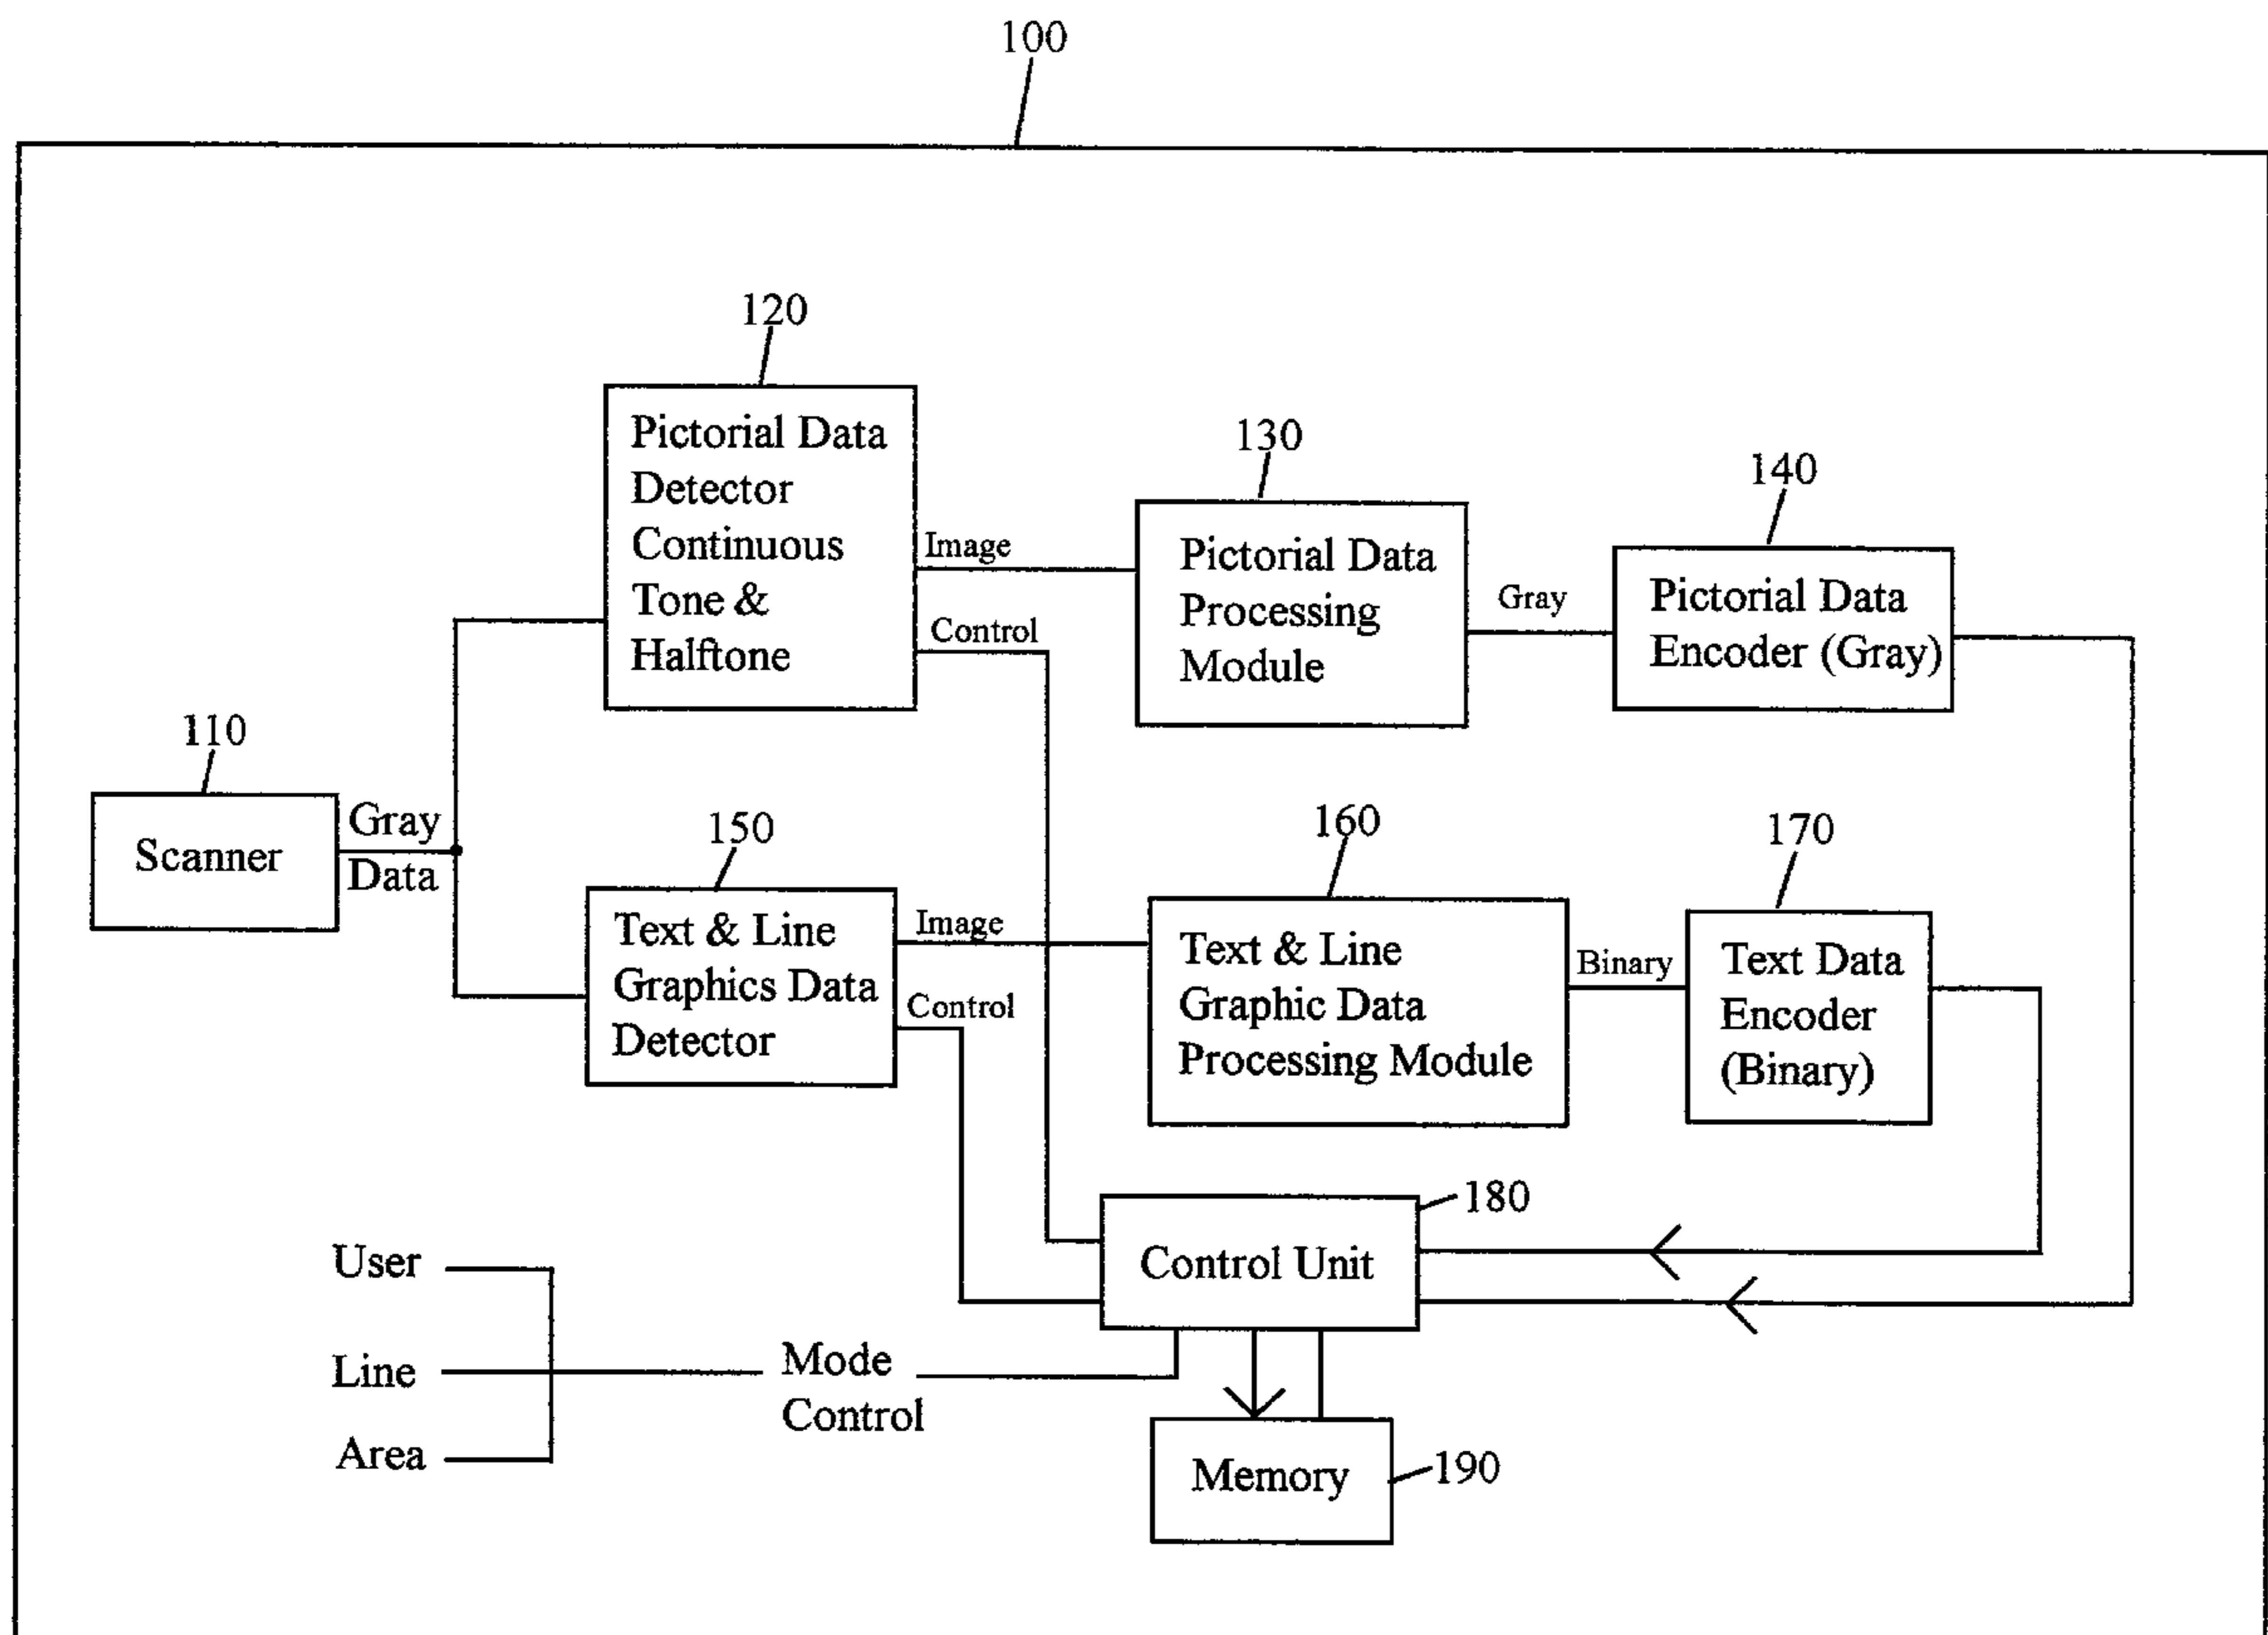 100
120
Pictorial Data
Detector
Continuous
Tone &
Halftone
Image
Control
130
Pictorial Data
Processing
Module
Gray
140
Pictorial Data
Encoder (Gray)
110
Scanner
Gray
Data
150
Text & Line
Graphics Data
Detector
Image
Control
160
Text & Line
Graphic Data
Processing Module
Binary
170
Text Data
Encoder
(Binary)
180
Control Unit
User
Line
Area
Mode
Control
Memory
190